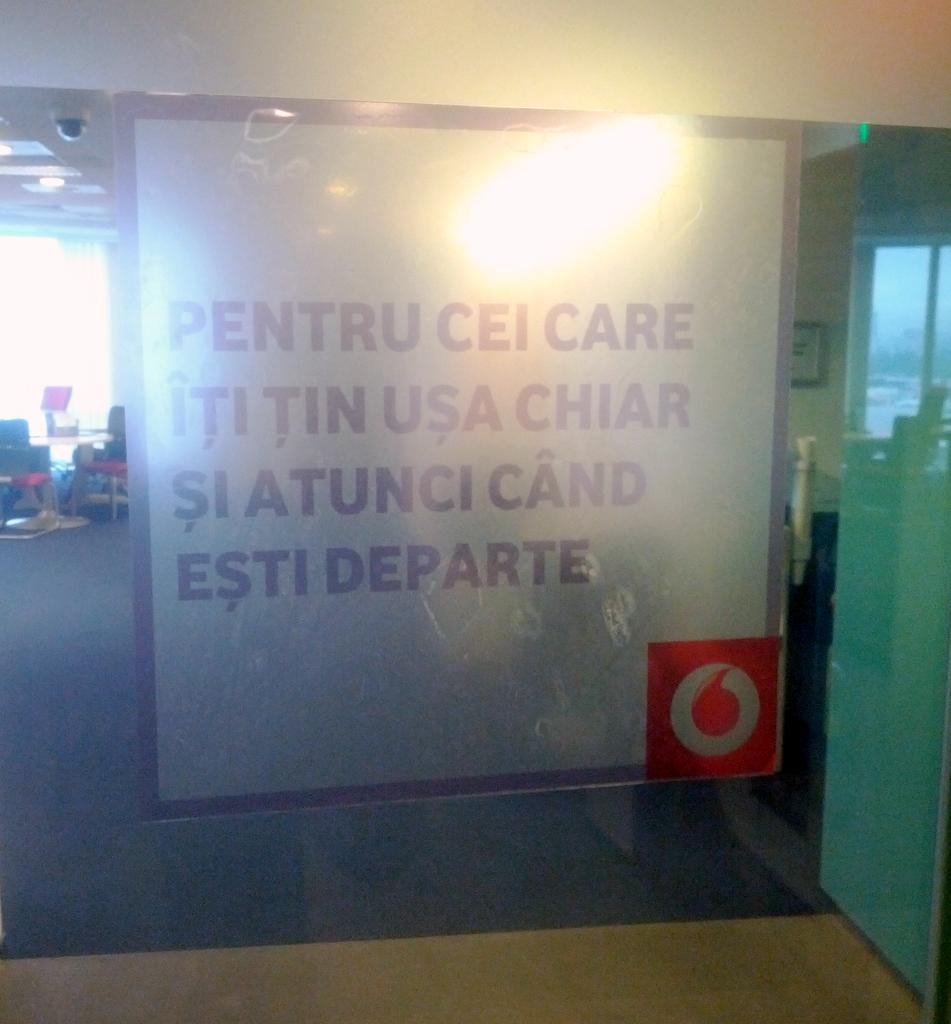 PENTRU CEI CARE
ÎȚI ȚIN UȘA CHIAR
ȘI ATUNCI CÂND
EȘTI DEPARTE